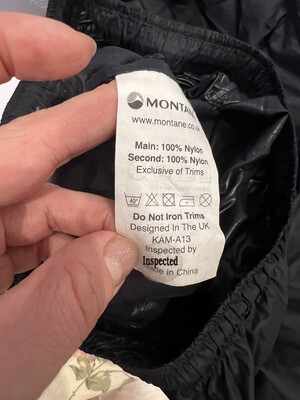 MONTANE
www.montane.co.uk
Main: 100% Nylon
Second: 100% Nylon
Exclusive of Trims
40°
Do Not Iron Trims
Designed In The UK
KAM-A13
Inspected by
Inspected
Made in China